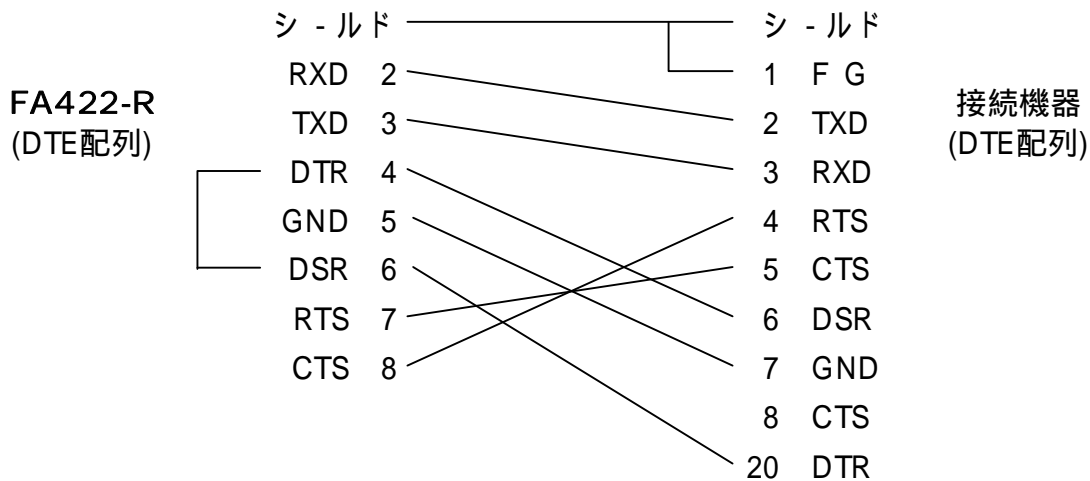 シ - ルド
RXD 2
TXD 3
DTR 4
GND 5
DSR 6
RTS 7
CTS 8
FA422-R
(DTE配列)
シ - ルド
1 F G
2 TXD
3 RXD
4 RTS
5 CTS
6 DSR
7 GND
8 CTS
20 DTR
接続機器
(DTE配列)